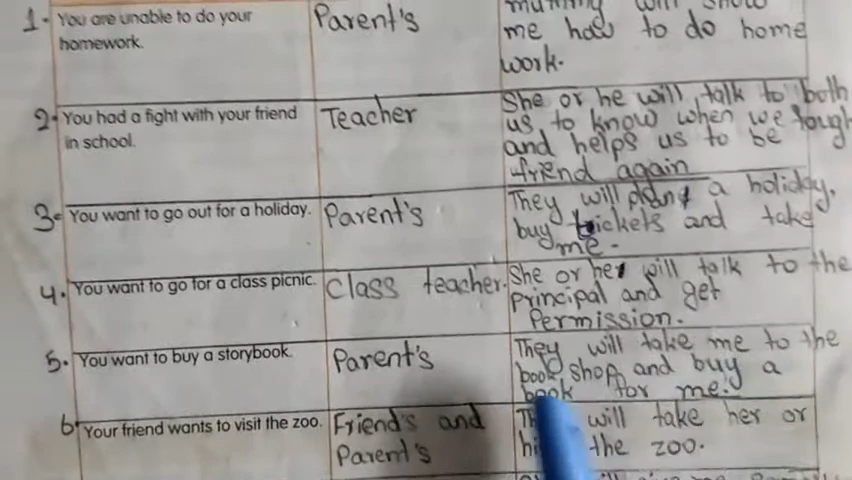 1- You are unable to do your
homework.
Parent's
mummy will show
me how to do home
work.
2- You had a fight with your friend
in school.
Teacher
She or he will talk to both
us to know when we fough
and helps us to be
friend again
3- You want to go out for a holiday.
Parent's
They will plan a holiday,
buy tickets and take
me.
4. You want to go for a class picnic.
Class teacher.
She or he will talk to the
principal and get
Permission.
5. You want to buy a storybook.
Parent's
They will take me to the
book shop and buy a
book for me.
6 Your friend wants to visit the zoo.
Friend's and
Parent's
will take her or
the zoo.